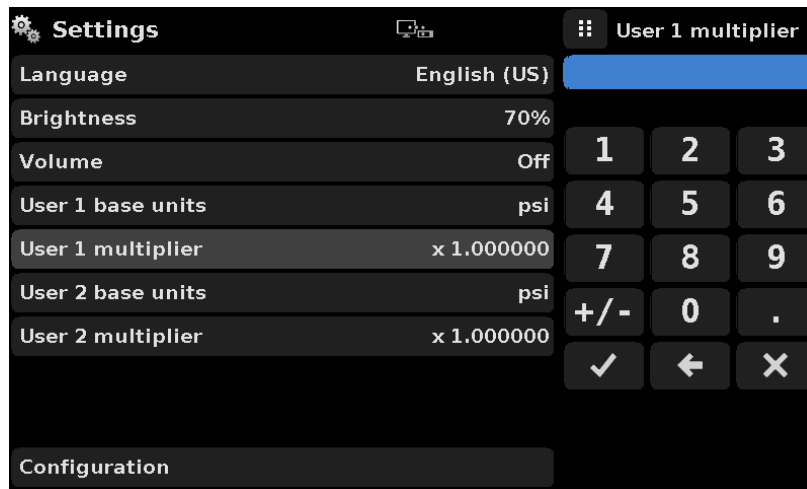 Settings
Language English (US)
Brightness 70%
Volume Off
User 1 base units psi
User 1 multiplier x 1.000000
User 2 base units psi
User 2 multiplier x 1.000000
Configuration
User 1 multiplier
1 2 3
4 5 6
7 8 9
+/- 0 .